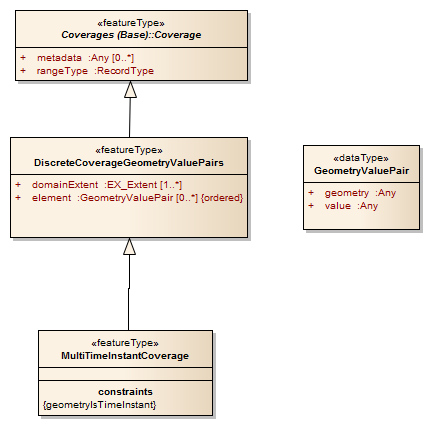 «featureType»
Coverages (Base)::Coverage
+ metadata :Any [0..*]
+ rangeType :RecordType
«featureType»
DiscreteCoverageGeometryValuePairs
+ domainExtent :EX_Extent [1..*]
+ element :GeometryValuePair [0..*] {ordered}
«dataType»
GeometryValuePair
+ geometry :Any
+ value :Any
«featureType»
MultiTimeInstantCoverage
constraints
{geometryIsTimeInstant}